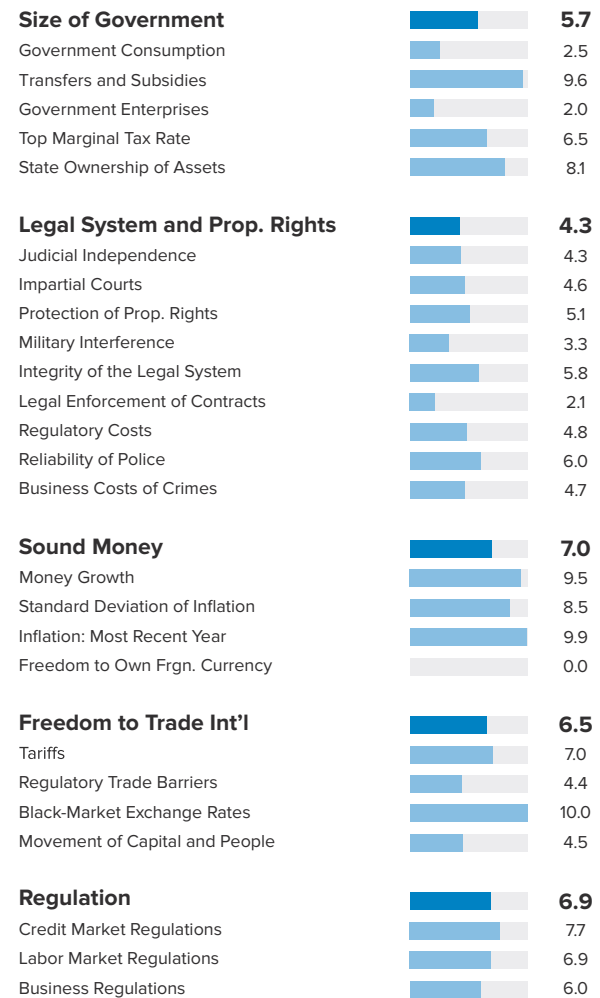 Size of Government 5.7
Government Consumption 2.5
Transfers and Subsidies 9.6
Government Enterprises 2.0
Top Marginal Tax Rate 6.5
State Ownership of Assets 8.1
Legal System and Prop. Rights 4.3
Judicial Independence 4.3
Impartial Courts 4.6
Protection of Prop. Rights 5.1
Military Interference 3.3
Integrity of the Legal System 5.8
Legal Enforcement of Contracts 2.1
Regulatory Costs 4.8
Reliability of Police 6.0
Business Costs of Crimes 4.7
Sound Money 7.0
Money Growth 9.5
Standard Deviation of Inflation 8.5
Inflation: Most Recent Year 9.9
Freedom to Own Frgn. Currency 0.0
Freedom to Trade Int’l 6.5
Tariffs 7.0
Regulatory Trade Barriers 4.4
Black-Market Exchange Rates 10.0
Movement of Capital and People 4.5
Regulation 6.9
Credit Market Regulations 7.7
Labor Market Regulations 6.9
Business Regulations 6.0